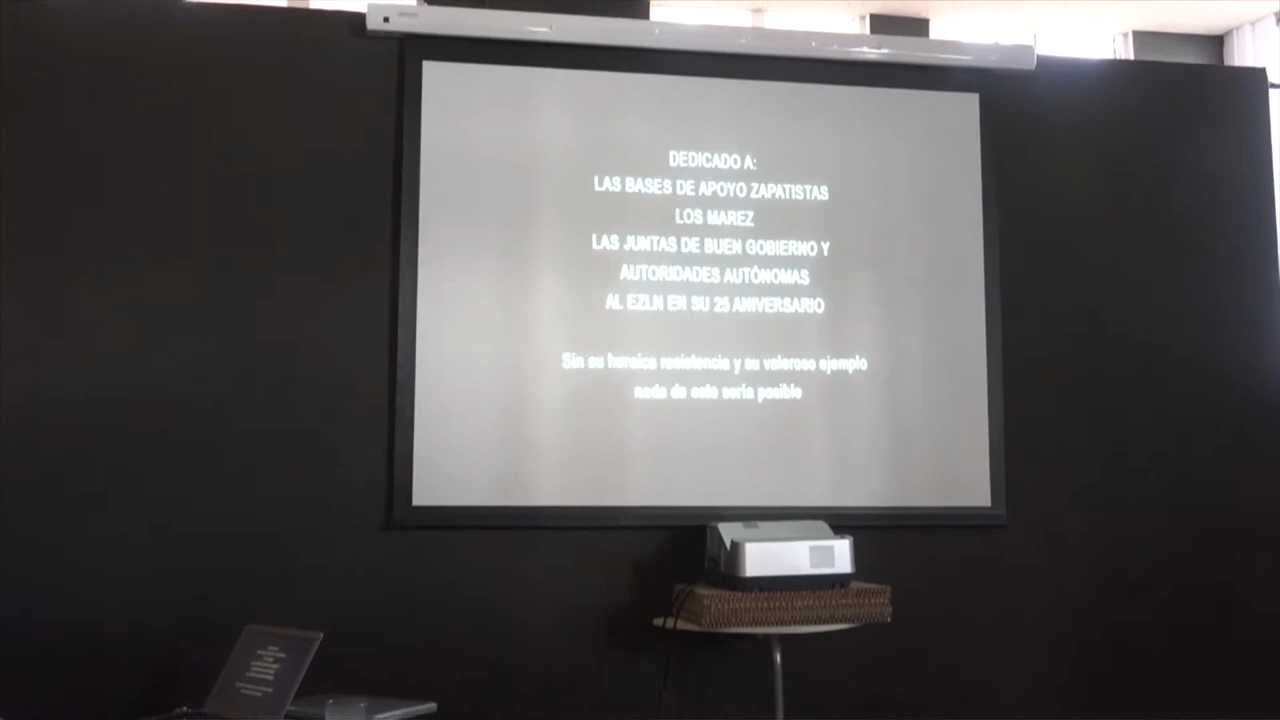 DEDICADO A:
LAS BASES DE APOYO ZAPATISTAS
LOS MAREZ
LAS JUNTAS DE BUEN GOBIERNO Y
AUTORIDADES AUTÓNOMAS
AL EZLN EN SU 25 ANIVERSARIO
Sin su heroica resistencia y su valeroso ejemplo
nada de esto sería posible